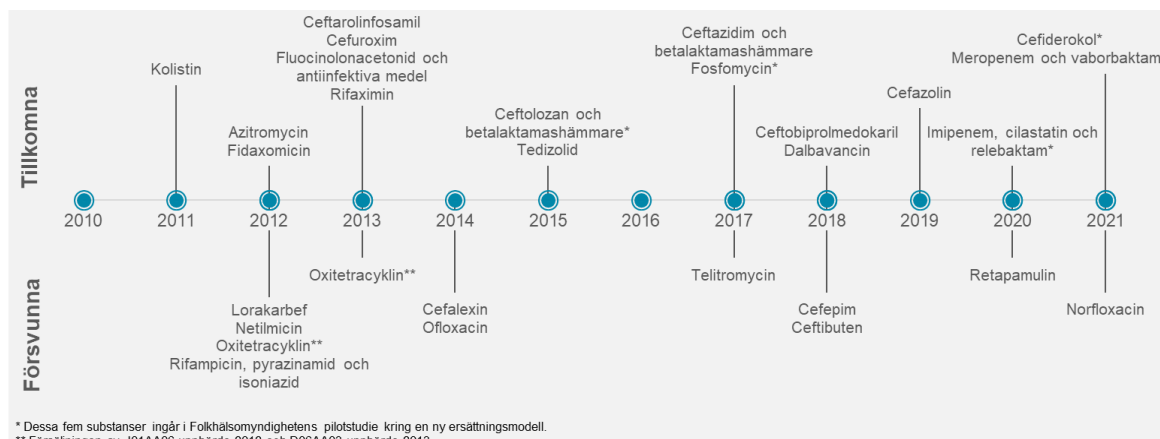 Tillkomna
Kolistin
Azitromycin
Fidaxomicin
Ceftarolinfosamil
Cefuroxim
Fluocinolonacetonid och
antiinfektiva medel
Rifaximin
Ceftolozan och
betalaktamashämmare*
Tedizolid
Ceftazidim och
betalaktamashämmare
Fosfomycin*
Ceftobiprolmedokaril
Dalbavancin
Cefazolin
Imipenem, cilastatin och
relebaktam*
Cefiderokol*
Meropenem och vaborbaktam
2010 2011 2012 2013 2014 2015 2016 2017 2018 2019 2020 2021
Försvunna
Lorakarbef
Netilmicin
Oxitetracyklin**
Rifampicin, pyrazinamid och
isoniazid
Oxitetracyklin**
Cefalexin
Ofloxacin
Telitromycin
Cefepim
Ceftibuten
Retapamulin
Norfloxacin
* Dessa fem substanser ingår i Folkhälsomyndighetens pilotstudie kring en ny ersättningsmodell.